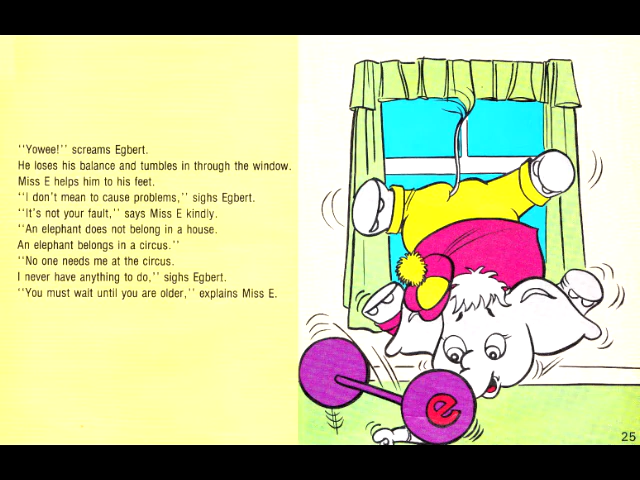 "Yowee!" screams Egbert.
He loses his balance and tumbles in through the window.
Miss E helps him to his feet.
"I don't mean to cause problems," sighs Egbert.
"It's not your fault," says Miss E kindly.
"An elephant does not belong in a house.
An elephant belongs in a circus."
"No one needs me at the circus.
I never have anything to do," sighs Egbert.
"You must wait until you are older," explains Miss E.
e
25